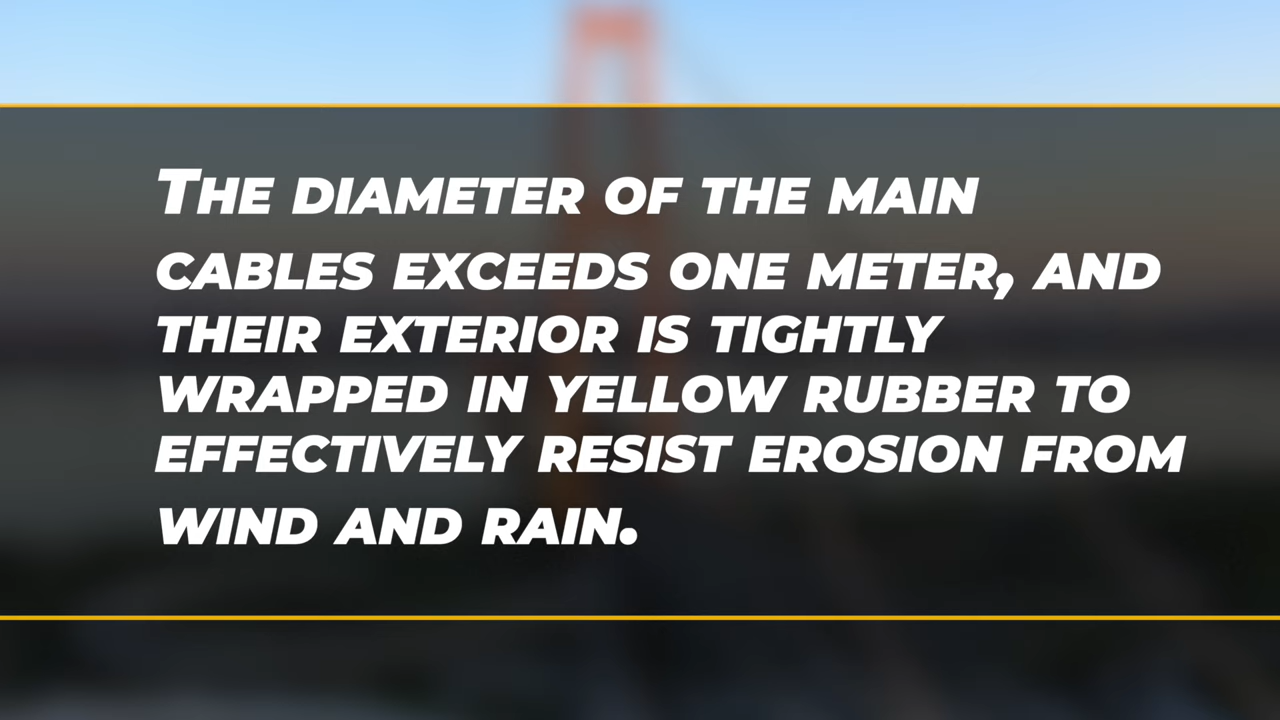 The diameter of the main
cables exceeds one meter, and
their exterior is tightly
wrapped in yellow rubber to
effectively resist erosion from
wind and rain.